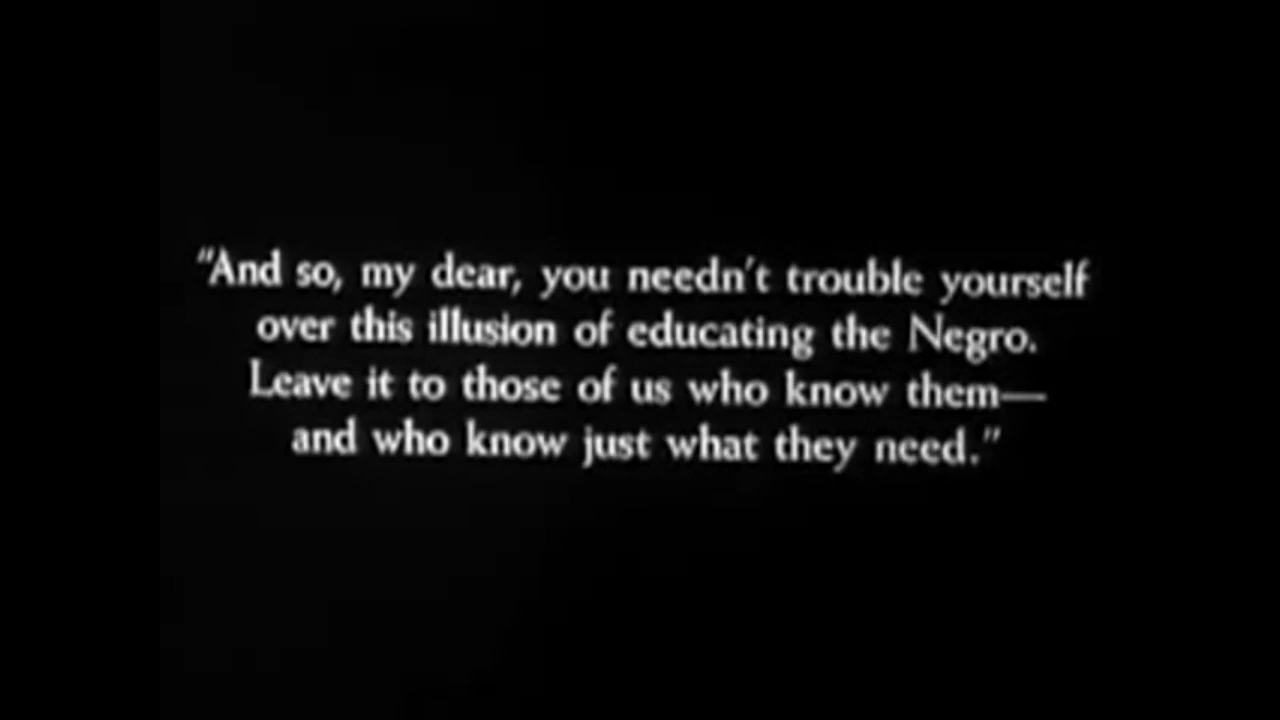 "And so, my dear, you needn't trouble yourself
over this illusion of educating the Negro.
Leave it to those of us who know them—
and who know just what they need."